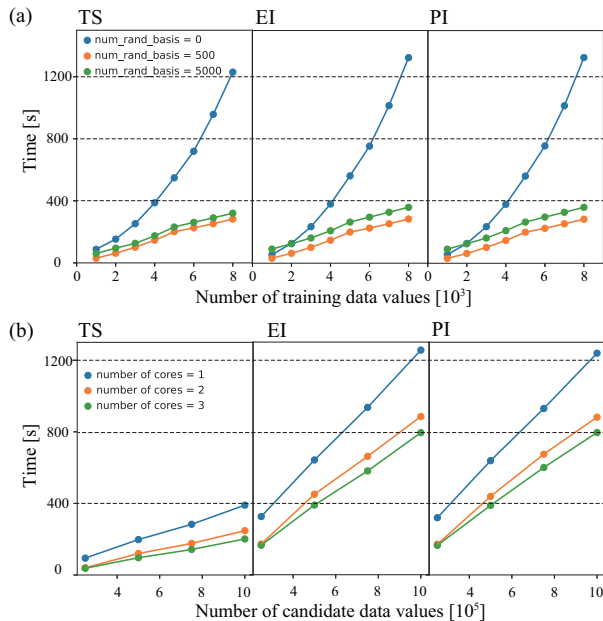 (a)
TS EI PI
num_rand_basis = 0
num_rand_basis = 500
num_rand_basis = 5000
Time [s]
1200
800
400
0
0 2 4 6 8 0 2 4 6 8 0 2 4 6 8
Number of training data values [10³]
(b)
TS EI PI
number of cores = 1
number of cores = 2
number of cores = 3
Time [s]
1200
800
400
0
4 6 8 10 4 6 8 10 4 6 8 10
Number of candidate data values [10⁵]